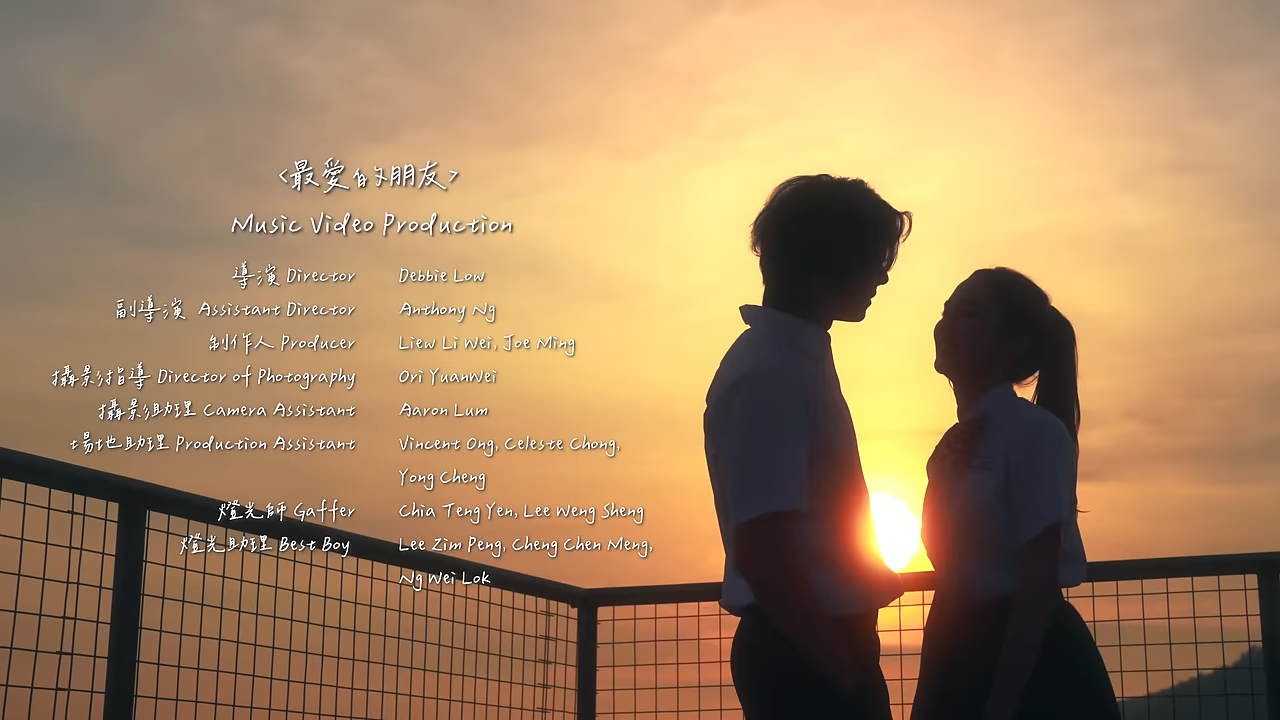 <最愛的朋友>
Music Video Production
導演 Director Debbie Low
副導演 Assistant Director Anthony Ng
制作人 Producer Liew Li Wei, Joe Ming
攝影指導 Director of Photography Ori YuanWei
攝影助理 Camera Assistant Aaron Lum
場地助理 Production Assistant Vincent Ong, Celeste Chong,
Yong Cheng
燈光師 Gaffer Chia Teng Yen, Lee Weng Sheng
燈光助理 Best Boy Lee Zim Peng, Cheng Chen Meng,
Ng Wei Lok